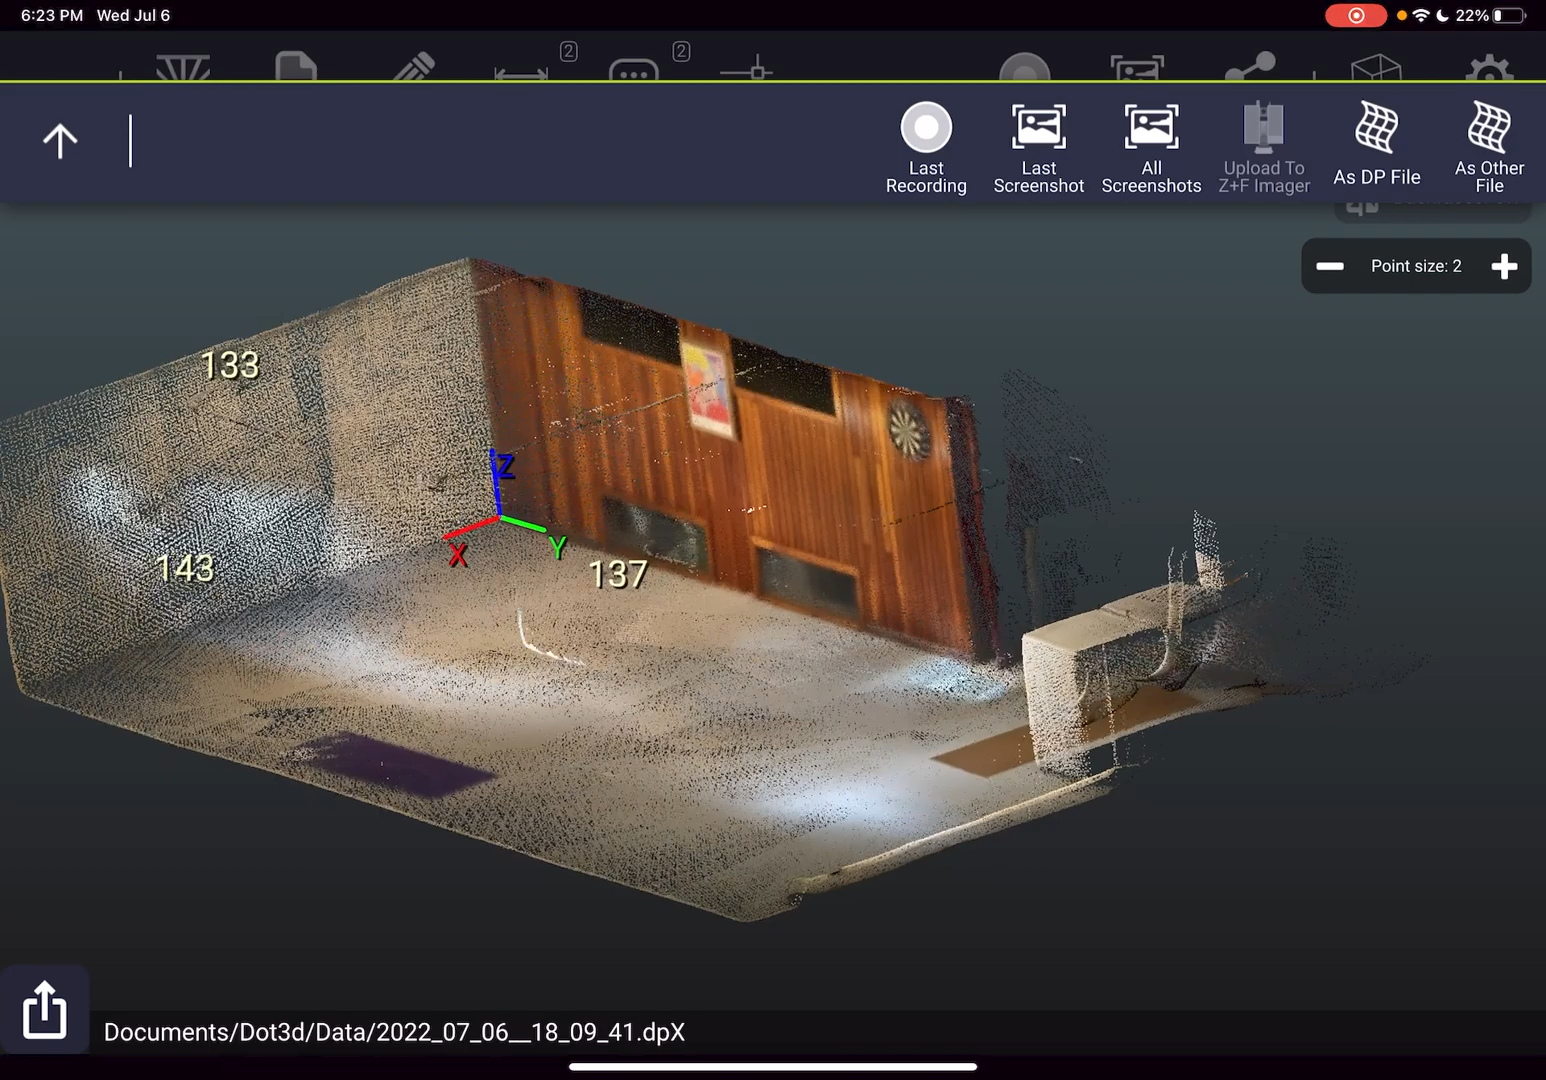 6:23 PM Wed Jul 6
22%
2
2
Last Recording
Last Screenshot
All Screenshots
Upload To Z+F Imager
As DP File
As Other File
Point size: 2
133
Z
X
Y
143
137
Documents/Dot3d/Data/2022_07_06__18_09_41.dpX